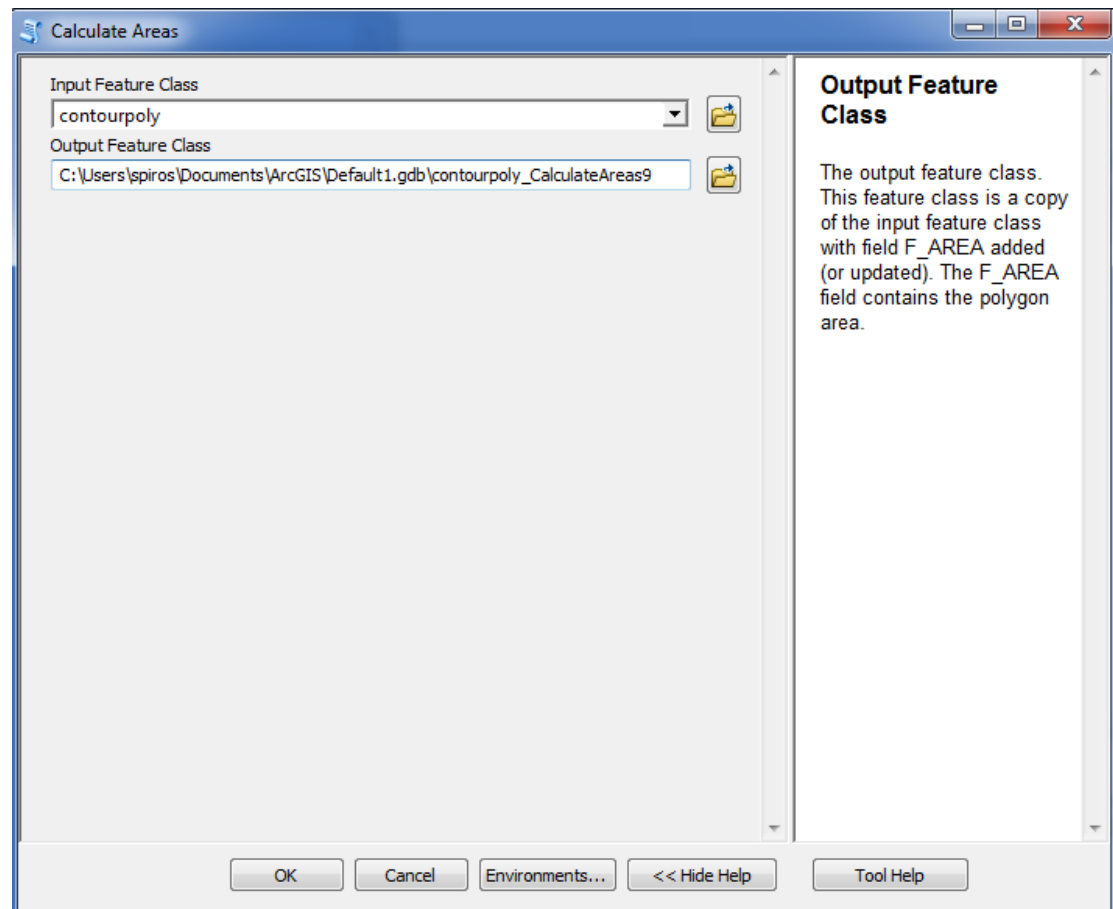 Calculate Areas
Input Feature Class
contourpoly
Output Feature Class
C:\Users\spiros\Documents\ArcGIS\Default1.gdb\contourpoly_CalculateAreas9
Output Feature
Class
The output feature class.
This feature class is a copy
of the input feature class
with field F_AREA added
(or updated). The F_AREA
field contains the polygon
area.
OK
Cancel
Environments...
<< Hide Help
Tool Help